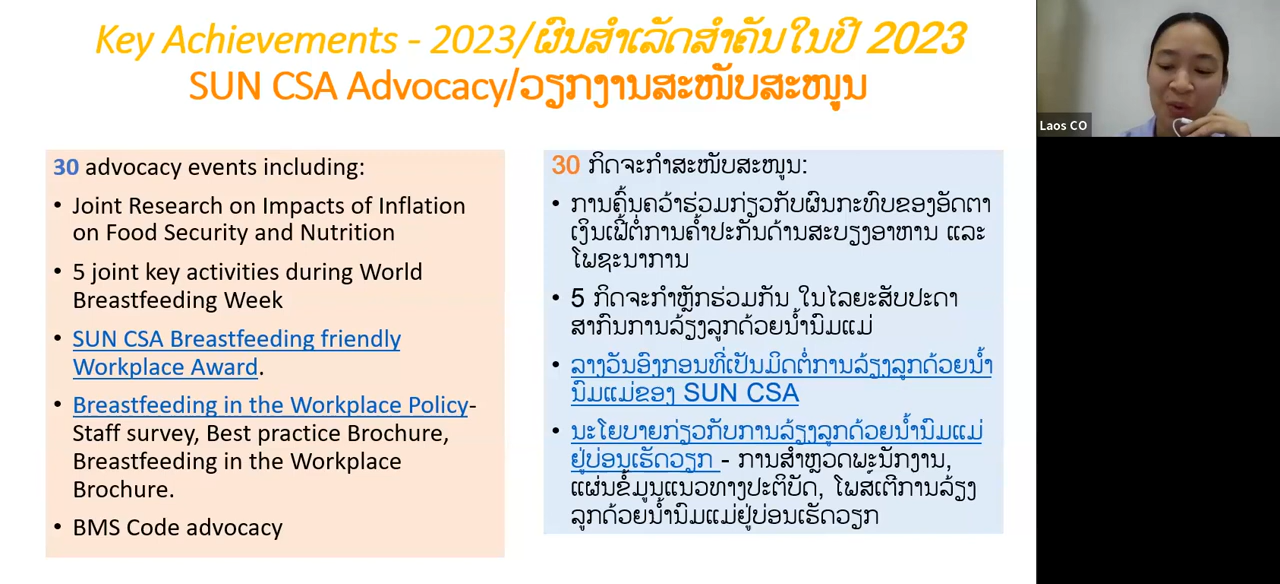 Key Achievements - 2023/ຜົນສຳເລັດສຳຄັນໃນປີ 2023
SUN CSA Advocacy/ວຽກງານສະໜັບສະໜູນ
30 advocacy events including:
• Joint Research on Impacts of Inflation
on Food Security and Nutrition
• 5 joint key activities during World
Breastfeeding Week
• SUN CSA Breastfeeding friendly
Workplace Award.
• Breastfeeding in the Workplace Policy-
Staff survey, Best practice Brochure,
Breastfeeding in the Workplace
Brochure.
• BMS Code advocacy
30 ກິດຈະກຳສະໜັບສະໜູນ:
• ການຄົ້ນຄວ້າຮ່ວມກ່ຽວກັບຜົນກະທົບຂອງອັດຕາ
ເງິນເຟີ້ຕໍ່ການຄ້ຳປະກັນດ້ານສະບຽງອາຫານ ແລະ
ໂພຊະນາການ
• 5 ກິດຈະກຳຫຼັກຮ່ວມກັນ ໃນໄລຍະສັບປະດາ
ສາກົນການລ້ຽງລູກດ້ວຍນ້ຳນົມແມ່
• ລາງວັນອົງກອນທີ່ເປັນມິດຕໍ່ການລ້ຽງລູກດ້ວຍນ້ຳ
ນົມແມ່ຂອງ SUN CSA
• ນະໂຍບາຍກ່ຽວກັບການລ້ຽງລູກດ້ວຍນ້ຳນົມແມ່
ຢູ່ບ່ອນເຮັດວຽກ - ການສຳຫຼວດພະນັກງານ,
ແຜ່ນຂໍ້ມູນແນວທາງປະຕິບັດ, ໂພສ໌ເຕີການລ້ຽງ
ລູກດ້ວຍນ້ຳນົມແມ່ຢູ່ບ່ອນເຮັດວຽກ
Laos CO